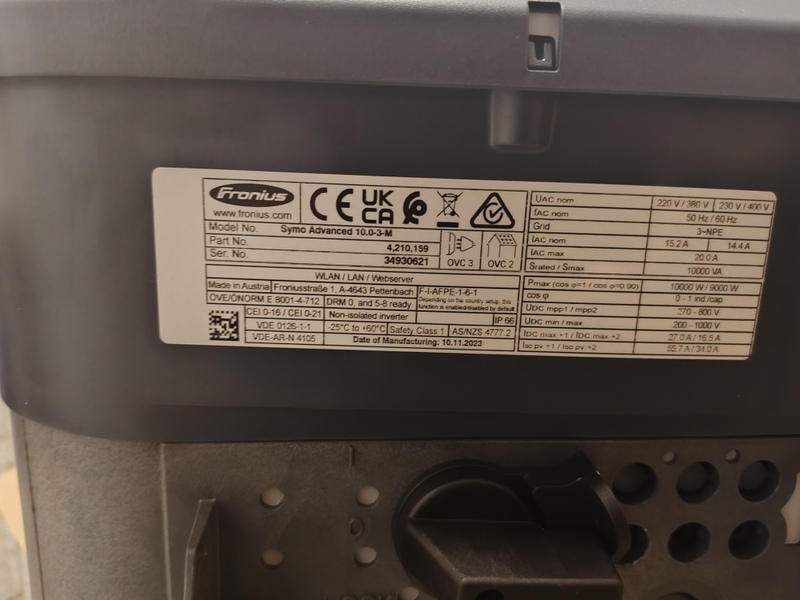 Fronius
www.fronius.com
CE UK CA
Model No. Symo Advanced 10.0-3-M
Part No. 4,210,159
Ser. No. 34930621
OVC 3 OVC 2
WLAN / LAN / Webserver
Made in Austria Froniusstraße 1, A-4643 Pettenbach F-I-AFPE-1-6-1
Depending on the country setup, this
function is enabled/disabled by default
OVE/ÖNORM E 8001-4-712 DRM 0, and 5-8 ready
CEI 0-16 / CEI 0-21 Non-isolated inverter IP 66
VDE 0126-1-1 -25°C to +60°C Safety Class 1 AS/NZS 4777.2
VDE-AR-N 4105 Date of Manufacturing: 10.11.2023
UAC nom 220 V / 380 V 230 V / 400 V
fAC nom 50 Hz / 60 Hz
Grid 3~NPE
IAC nom 15.2 A 14.4 A
IAC max 20.0 A
Srated / Smax 10000 VA
Pmax (cos φ=1 / cos φ=0.90) 10000 W / 9000 W
cos φ 0 - 1 ind./cap
UDC mpp1 / mpp2 370 - 800 V
UDC min / max 200 - 1000 V
IDC max +1 / IDC max +2 27.0 A / 16.5 A
Isc pv +1 / Isc pv +2 55.7 A / 34.0 A